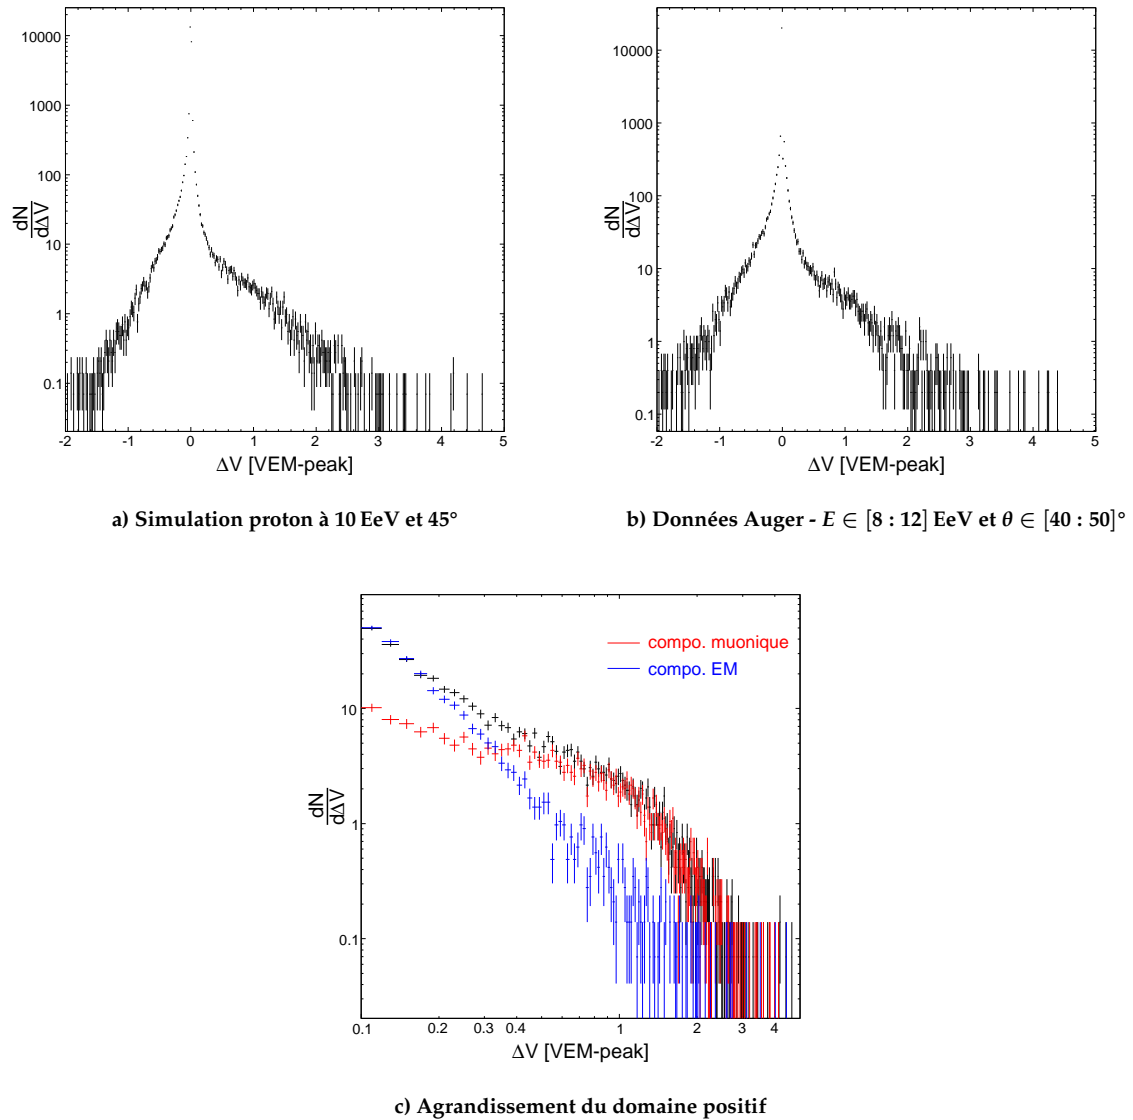 10000
1000
100
10
1
0.1
dN
dΔV
-2 -1 0 1 2 3 4 5
ΔV [VEM-peak]
a) Simulation proton à 10 EeV et 45°
10000
1000
100
10
1
0.1
dN
dΔV
-2 -1 0 1 2 3 4 5
ΔV [VEM-peak]
b) Données Auger - E ∈ [8 : 12] EeV et θ ∈ [40 : 50]°
compo. muonique
compo. EM
10
1
0.1
dN
dΔV
0.1 0.2 0.3 0.4 1 2 3 4
ΔV [VEM-peak]
c) Agrandissement du domaine positif